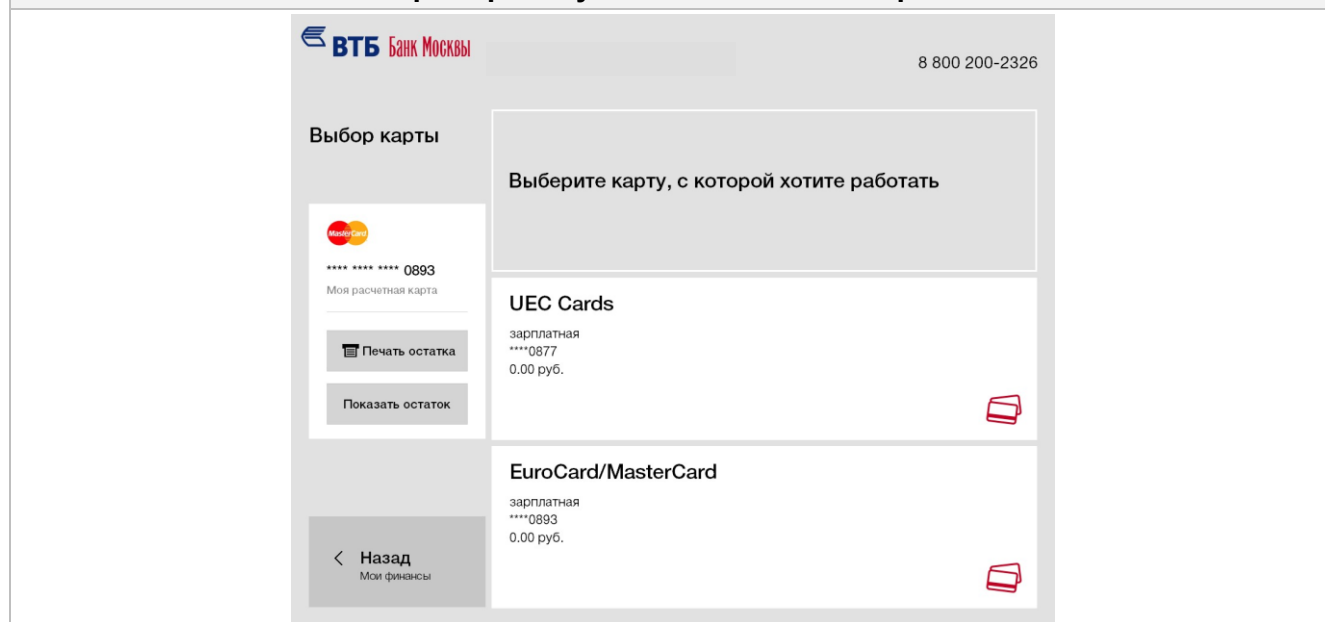 ВТБ Банк Москвы
8 800 200-2326
Выбор карты
Выберите карту, с которой хотите работать
MasterCard
**** **** **** 0893
Моя расчетная карта
Печать остатка
Показать остаток
UEC Cards
зарплатная
****0877
0.00 руб.
EuroCard/MasterCard
зарплатная
****0893
0.00 руб.
Назад
Мои финансы